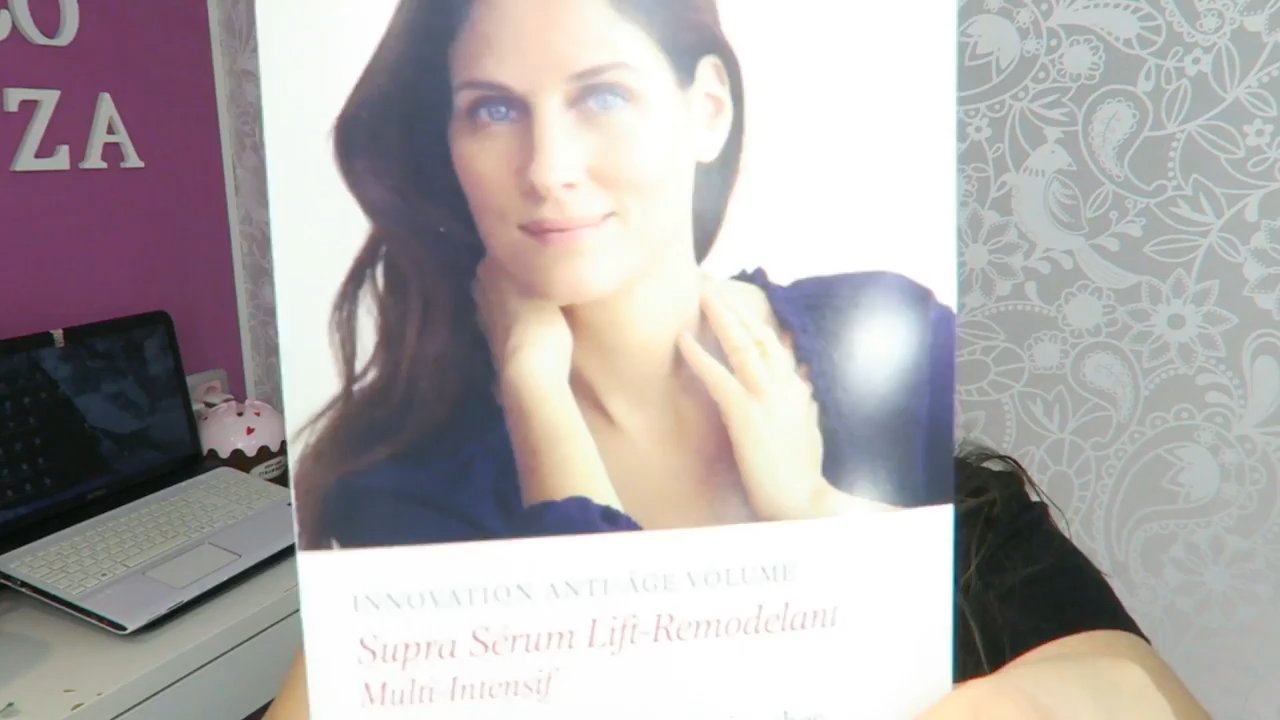 ZA
INNOVATION ANTI-ÂGE VOLUME
Supra Sérum Lift-Remodelant
Multi-Intensif